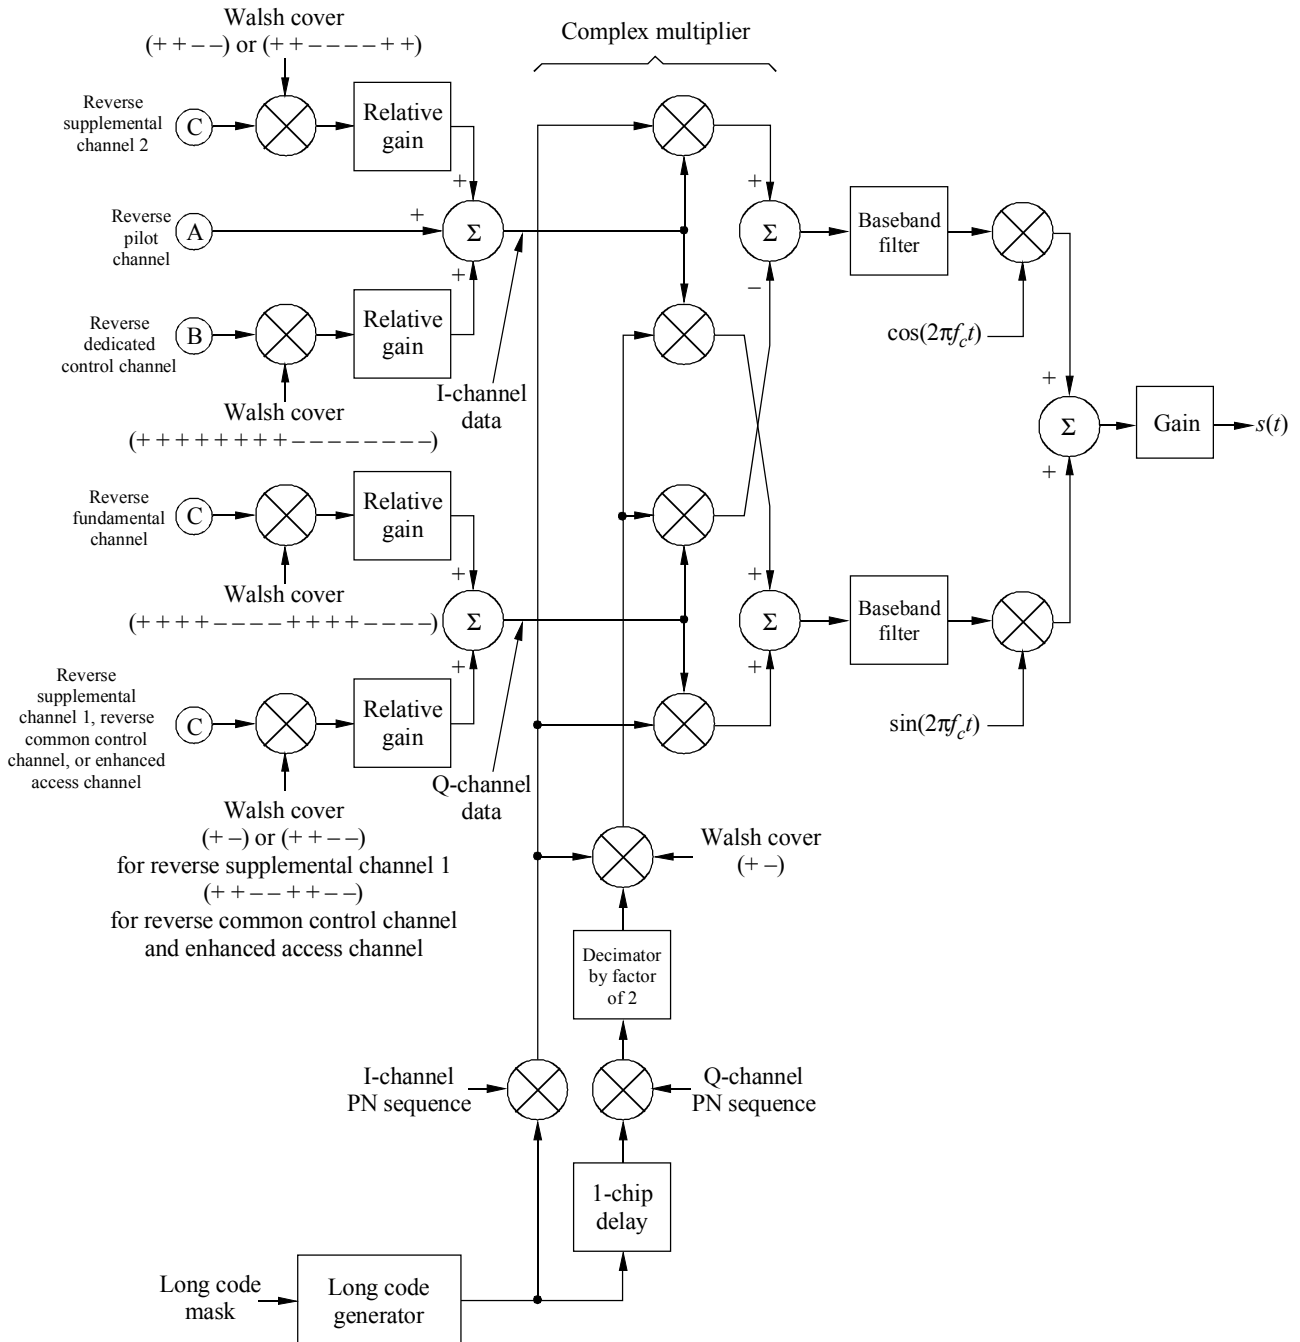 Walsh cover
(+ + – –) or (+ + – – – – + +)
Complex multiplier
Reverse
supplemental
channel 2
C
Relative
gain
+
Reverse
pilot
channel
A
+
Σ
+
Reverse
dedicated
control channel
B
Relative
gain
Walsh cover
(+ + + + + + + + – – – – – – – –)
I-channel
data
+
Σ
–
Baseband
filter
cos(2πf_c t)
+
Σ
+
Gain
s(t)
Reverse
fundamental
channel
C
Relative
gain
+
Walsh cover
(+ + + + – – – – + + + + – – – –)
Σ
+
+
Σ
+
Baseband
filter
sin(2πf_c t)
Reverse
supplemental
channel 1, reverse
common control
channel, or enhanced
access channel
C
Relative
gain
Q-channel
data
Walsh cover
(+ –) or (+ + – –)
for reverse supplemental channel 1
(+ + – – + + – –)
for reverse common control channel
and enhanced access channel
Walsh cover
(+ –)
Decimator
by factor
of 2
I-channel
PN sequence
Q-channel
PN sequence
1-chip
delay
Long code
mask
Long code
generator